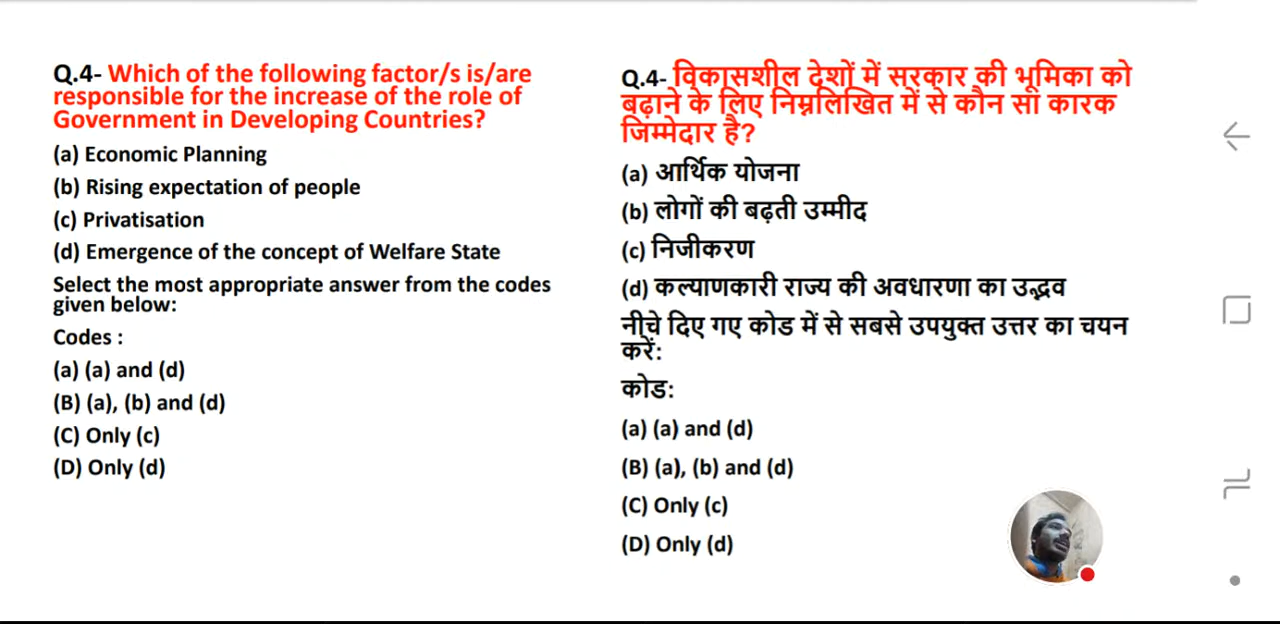 Q.4- Which of the following factor/s is/are
responsible for the increase of the role of
Government in Developing Countries?
(a) Economic Planning
(b) Rising expectation of people
(c) Privatisation
(d) Emergence of the concept of Welfare State
Select the most appropriate answer from the codes
given below:
Codes :
(a) (a) and (d)
(B) (a), (b) and (d)
(C) Only (c)
(D) Only (d)
Q.4- विकासशील देशों में सरकार की भूमिका को
बढ़ाने के लिए निम्नलिखित में से कौन सा कारक
जिम्मेदार है?
(a) आर्थिक योजना
(b) लोगों की बढ़ती उम्मीद
(c) निजीकरण
(d) कल्याणकारी राज्य की अवधारणा का उद्भव
नीचे दिए गए कोड में से सबसे उपयुक्त उत्तर का चयन
करें:
कोड:
(a) (a) and (d)
(B) (a), (b) and (d)
(C) Only (c)
(D) Only (d)